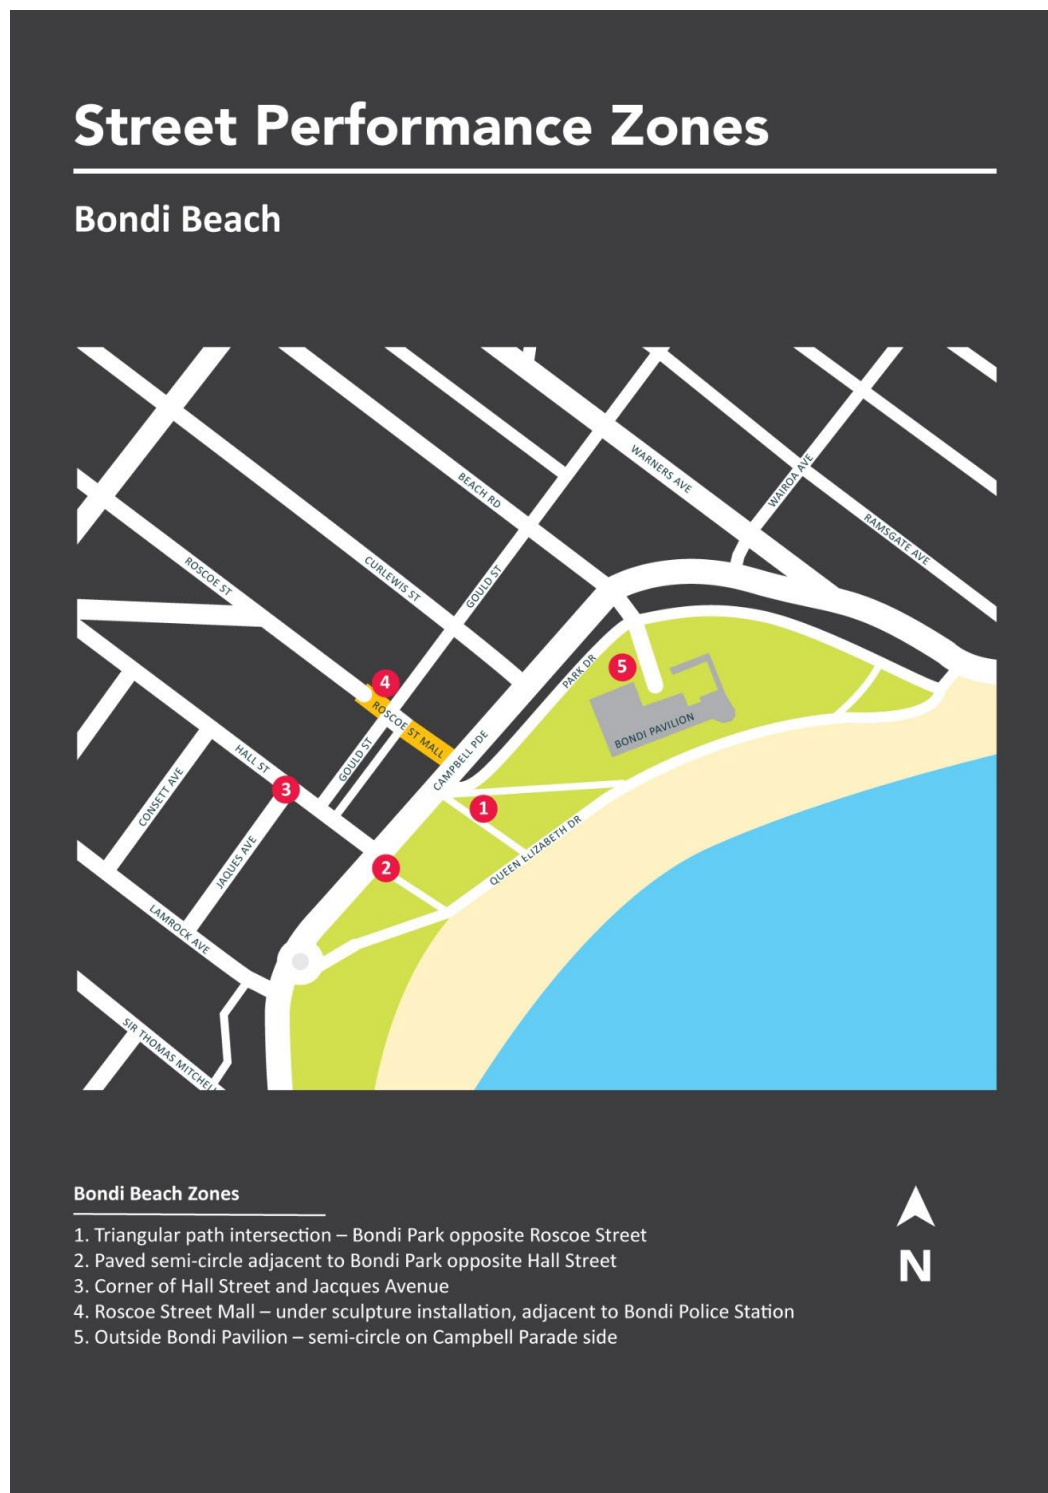 Street Performance Zones
Bondi Beach
WARNERS AVE
WAIROA AVE
BEACH RD
RAMSGATE AVE
ROSCOE ST
CURLEWIS ST
GOULD ST
5
PARK DR
4
ROSCOE ST MALL
BONDI PAVILION
HALL ST
GOULD ST
CAMPBELL PDE
3
CONSETT AVE
1
JAQUES AVE
QUEEN ELIZABETH DR
2
LAMROCK AVE
SIR THOMAS MITCHELL
Bondi Beach Zones
1. Triangular path intersection – Bondi Park opposite Roscoe Street
2. Paved semi-circle adjacent to Bondi Park opposite Hall Street
3. Corner of Hall Street and Jacques Avenue
4. Roscoe Street Mall – under sculpture installation, adjacent to Bondi Police Station
5. Outside Bondi Pavilion – semi-circle on Campbell Parade side
N